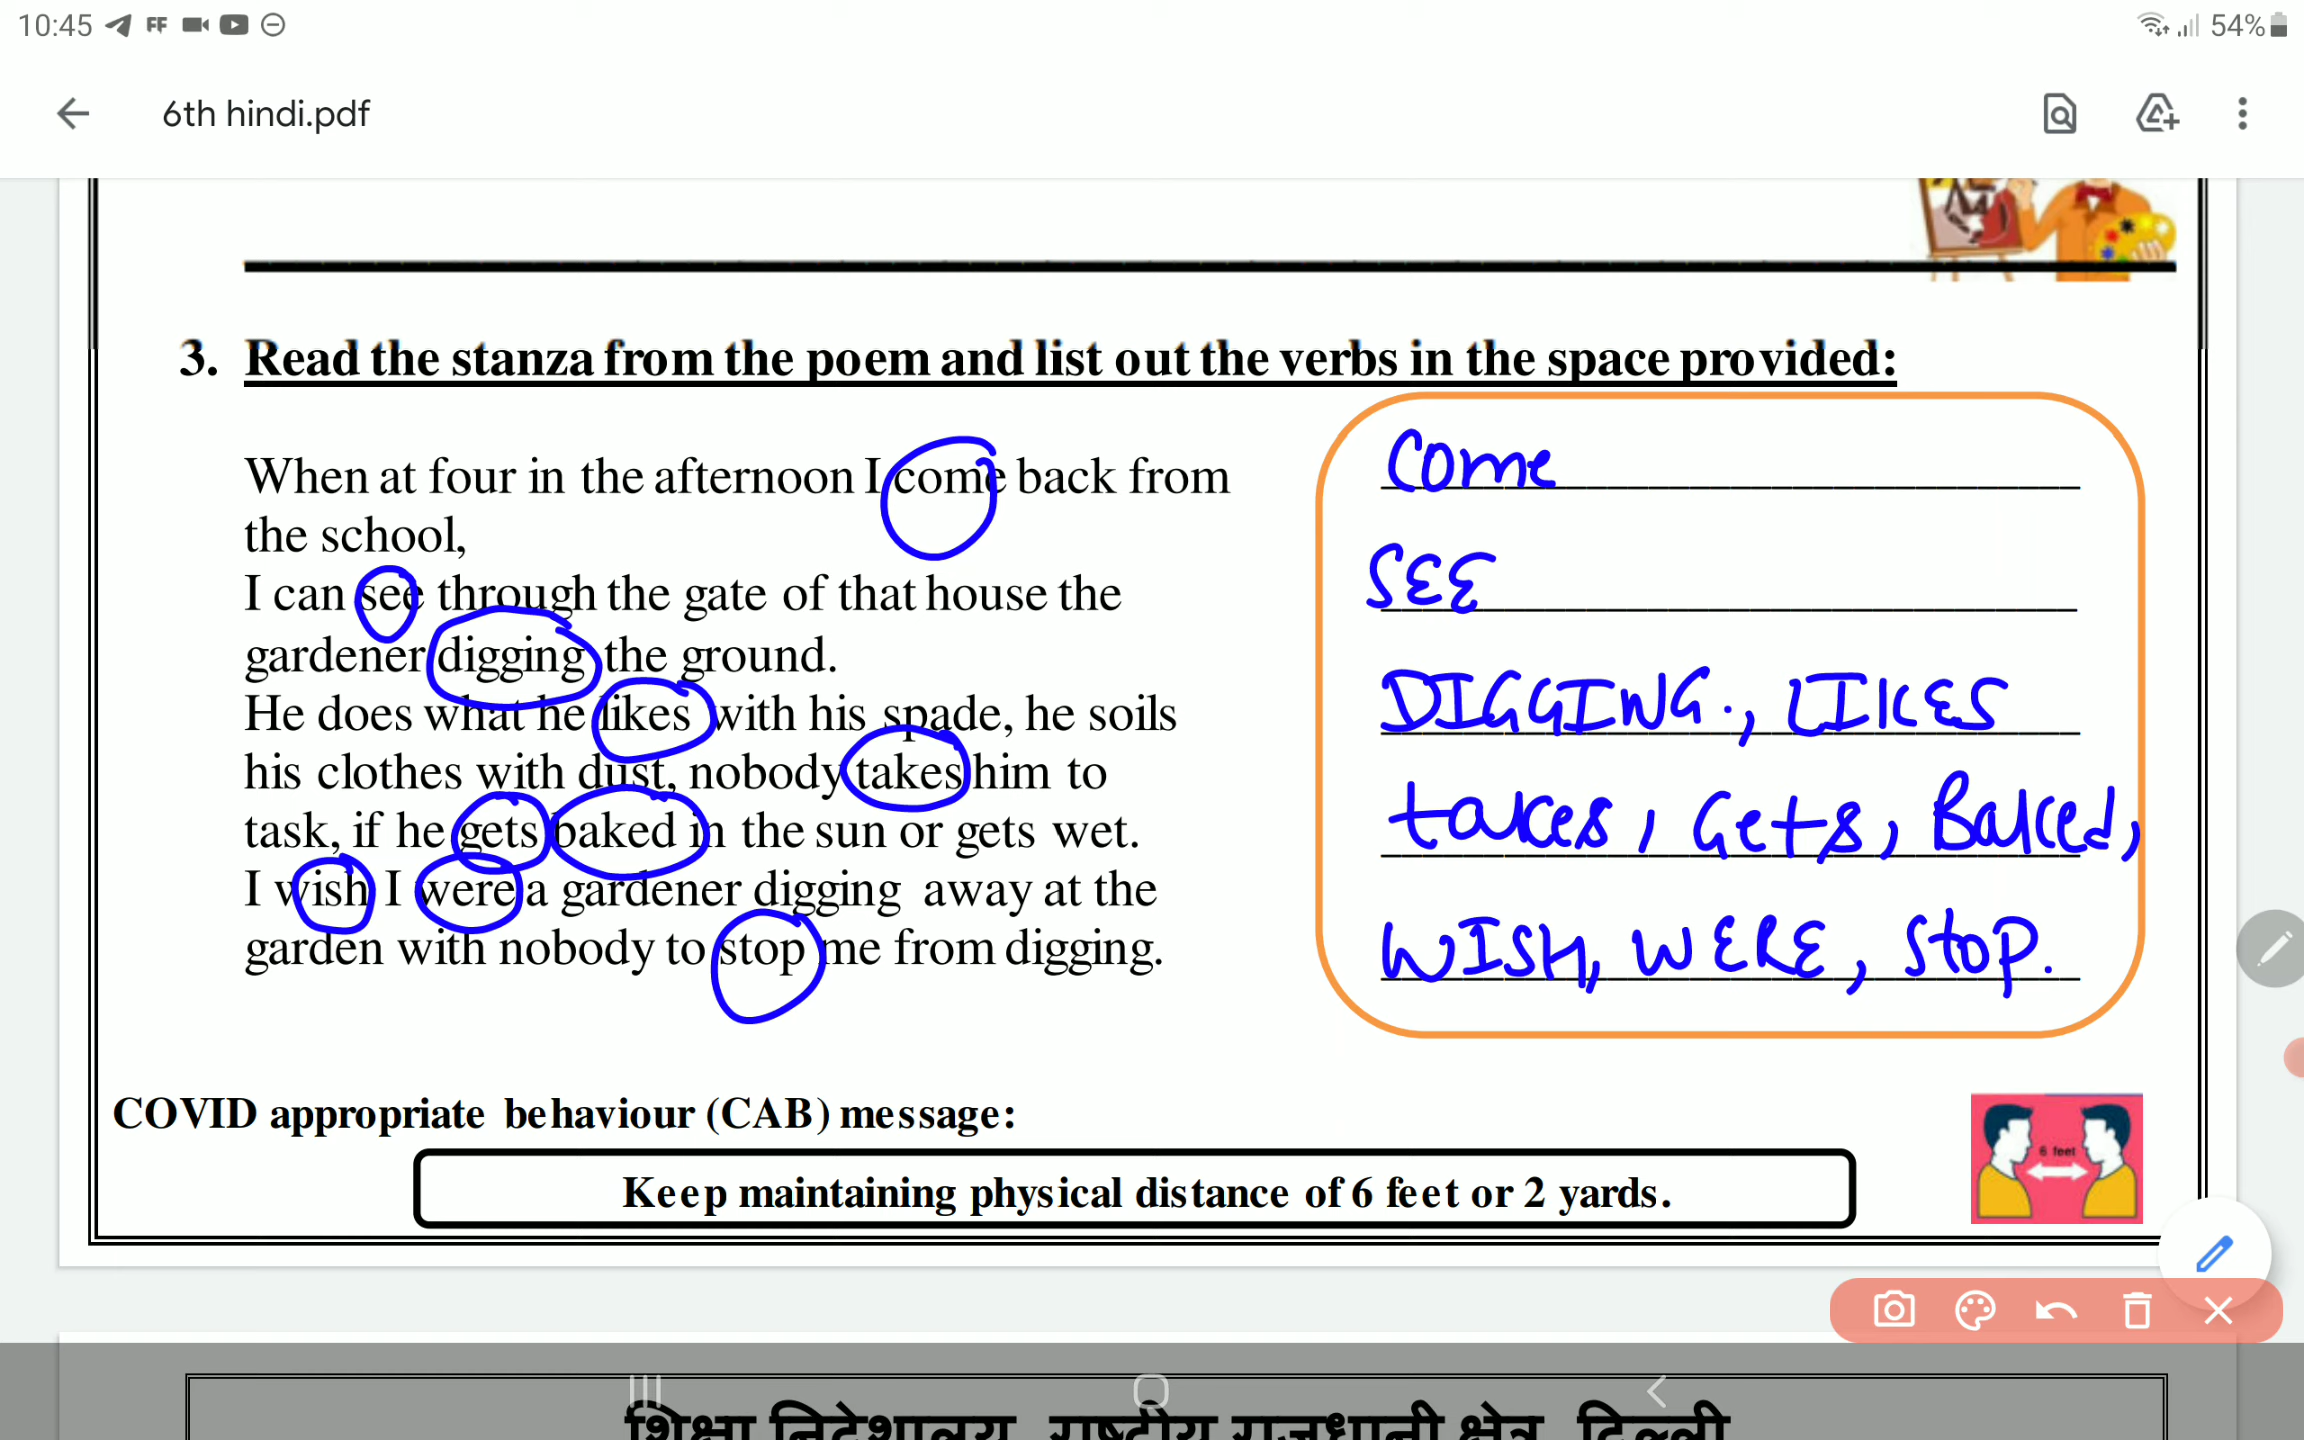 10:45 FF 54%
6th hindi.pdf
3. Read the stanza from the poem and list out the verbs in the space provided:
When at four in the afternoon I come back from
the school,
I can see through the gate of that house the
gardener digging the ground.
He does what he likes with his spade, he soils
his clothes with dust, nobody takes him to
task, if he gets baked in the sun or gets wet.
I wish I were a gardener digging away at the
garden with nobody to stop me from digging.
Come
SEE
DIGGING., LIKES
takes, Gets, Baked,
WISH, WERE, Stop.
COVID appropriate behaviour (CAB) message:
Keep maintaining physical distance of 6 feet or 2 yards.
6 feet
शिक्षा निदेशालय, राष्ट्रीय राजधानी क्षेत्र, दिल्ली